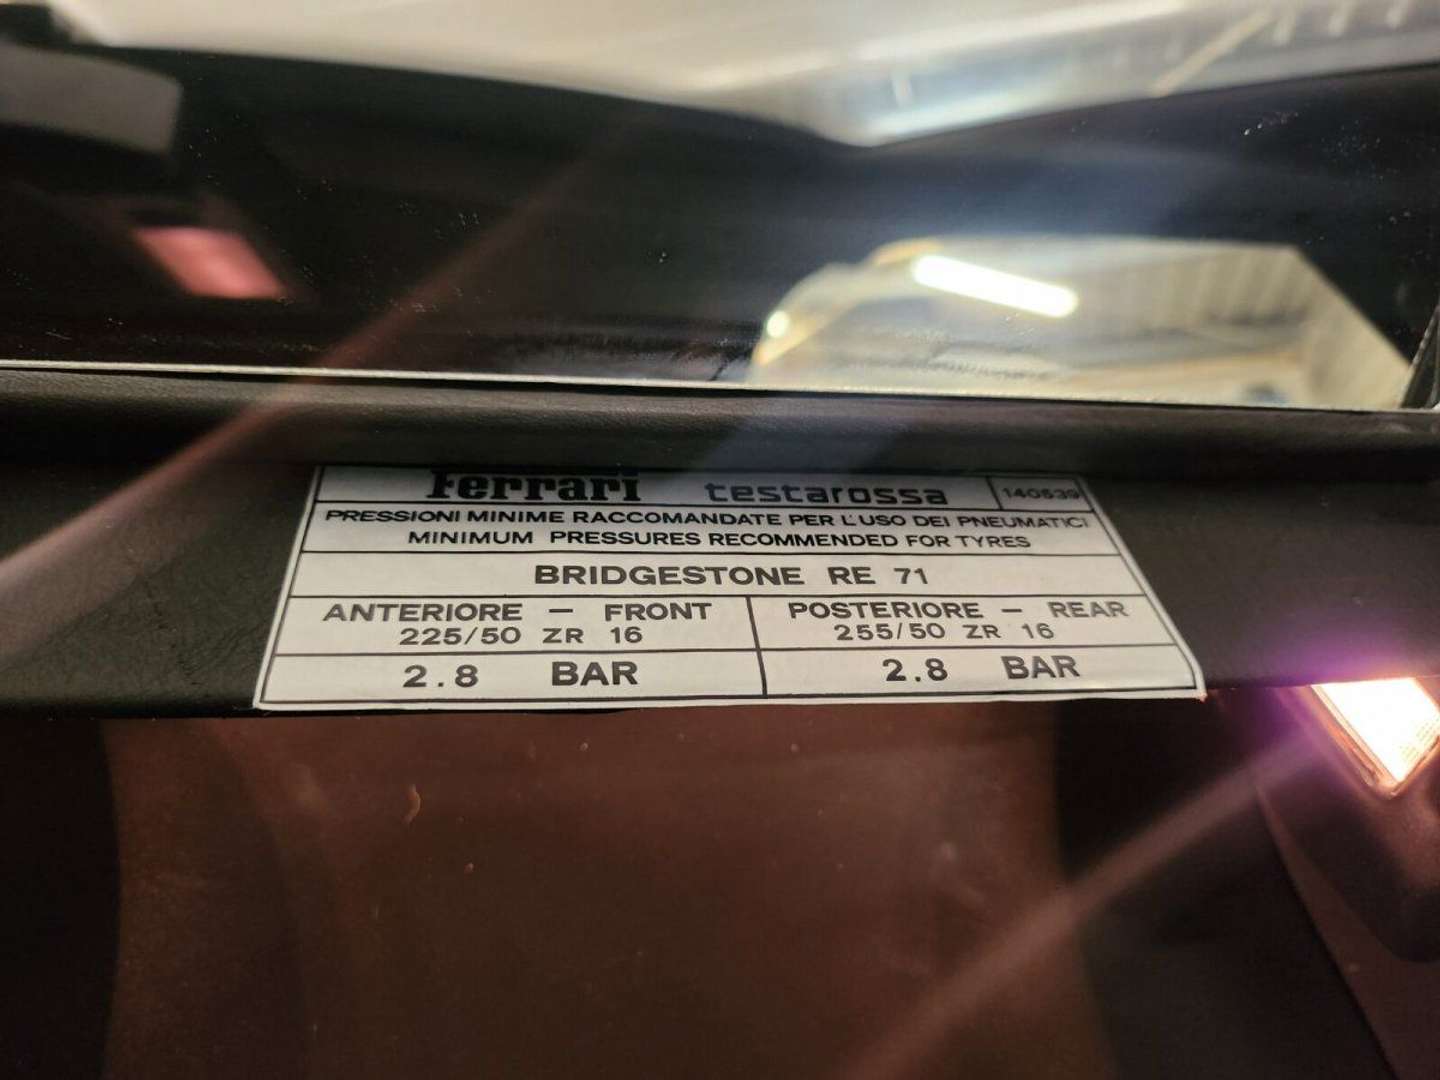 Ferrari testarossa 140539
PRESSIONI MINIME RACCOMANDATE PER L'USO DEI PNEUMATICI
MINIMUM PRESSURES RECOMMENDED FOR TYRES
BRIDGESTONE RE 71
ANTERIORE - FRONT
225/50 ZR 16
POSTERIORE - REAR
255/50 ZR 16
2.8 BAR
2.8 BAR